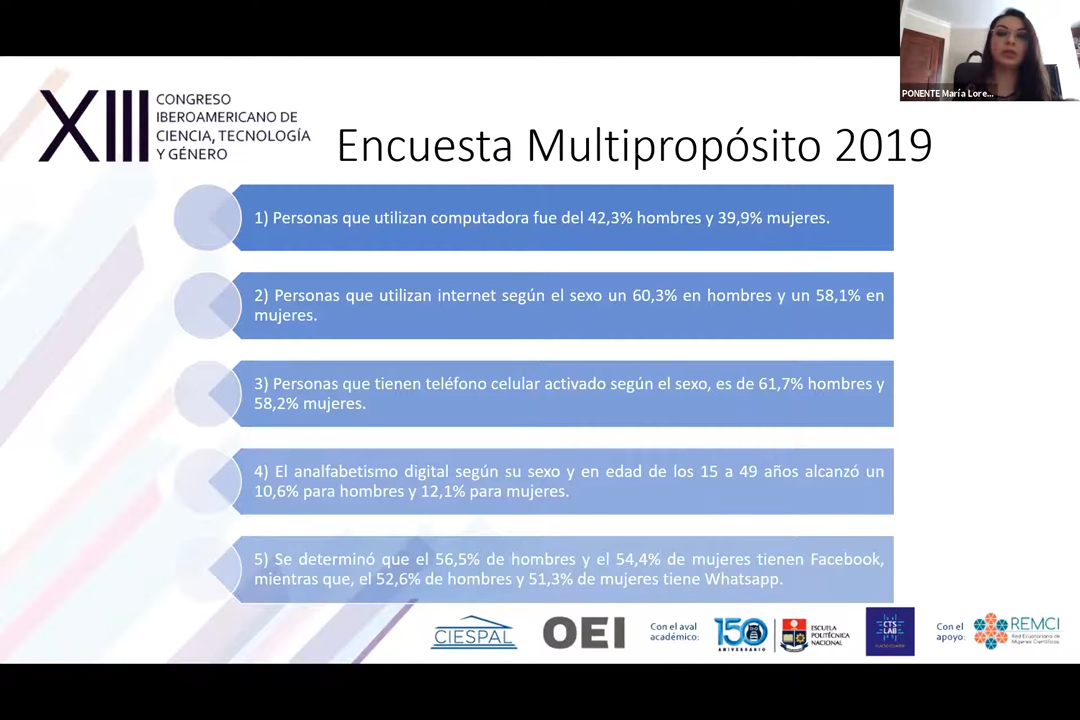 PONENTE María Lore...
XIII
CONGRESO
IBEROAMERICANO DE
CIENCIA, TECNOLOGÍA
Y GÉNERO
Encuesta Multipropósito 2019
1) Personas que utilizan computadora fue del 42,3% hombres y 39,9% mujeres.
2) Personas que utilizan internet según el sexo un 60,3% en hombres y un 58,1% en
mujeres.
3) Personas que tienen teléfono celular activado según el sexo, es de 61,7% hombres y
58,2% mujeres.
4) El analfabetismo digital según su sexo y en edad de los 15 a 49 años alcanzó un
10,6% para hombres y 12,1% para mujeres.
5) Se determinó que el 56,5% de hombres y el 54,4% de mujeres tienen Facebook,
mientras que, el 52,6% de hombres y 51,3% de mujeres tiene Whatsapp.
CIESPAL
OEI
Con el aval
académico:
150
ANIVERSARIO
ESCUELA
POLITÉCNICA
NACIONAL
CTS
LAB
Con el
apoyo:
REMCI
Red Ecuatoriana de
Mujeres Científicas